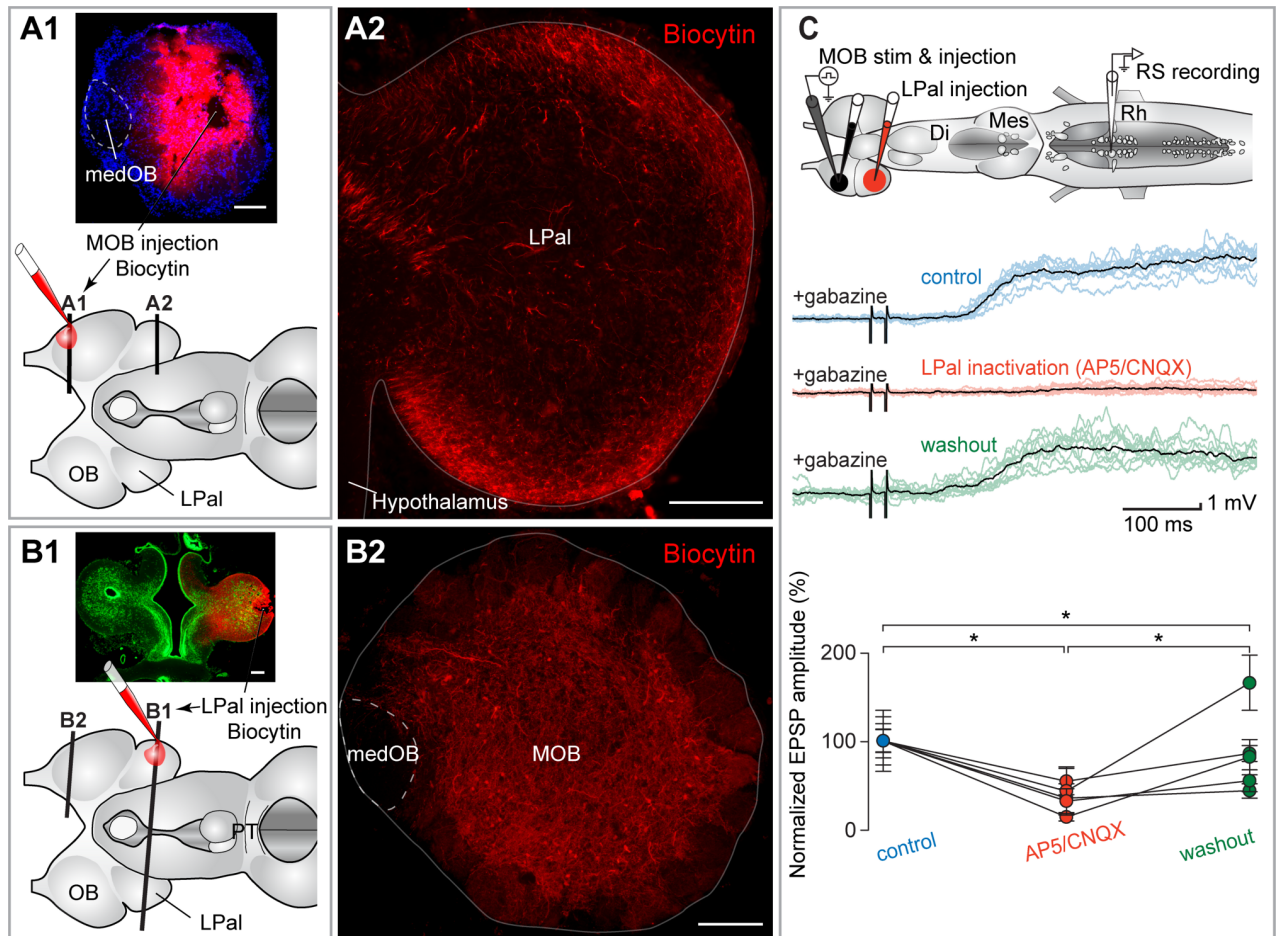 A1
medOB
MOB injection
Biocytin
A1
A2
OB
LPal
A2
Biocytin
LPal
Hypothalamus
B1
LPal injection
Biocytin
B2
B1
PT
OB
LPal
B2
Biocytin
medOB
MOB
C
MOB stim & injection
LPal injection
RS recording
Di
Mes
Rh
control
+gabazine
LPal inactivation (AP5/CNQX)
+gabazine
washout
+gabazine
1 mV
100 ms
Normalized EPSP amplitude (%)
*
* *
200
100
0
control
AP5/CNQX
washout